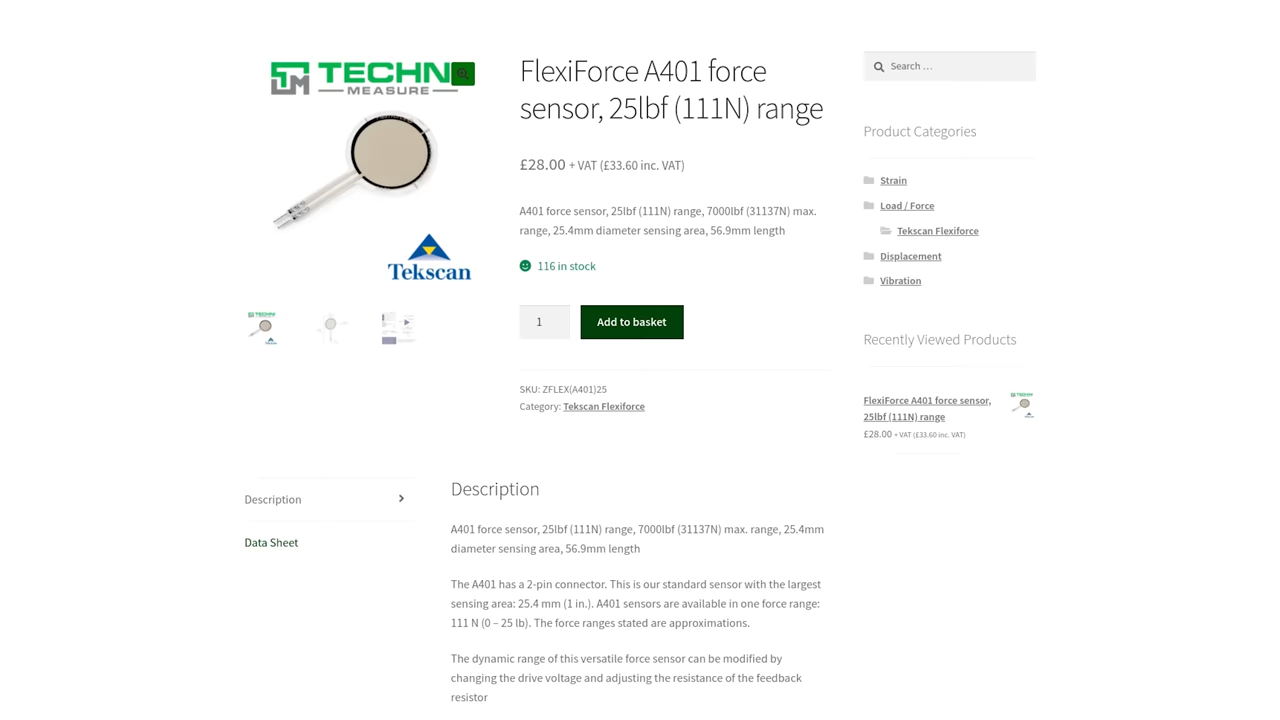 TECHN
MEASURE
Tekscan
FlexiForce A401 force
sensor, 25lbf (111N) range
£28.00 + VAT (£33.60 inc. VAT)
A401 force sensor, 25lbf (111N) range, 7000lbf (31137N) max.
range, 25.4mm diameter sensing area, 56.9mm length
116 in stock
1
Add to basket
SKU: ZFLEX(A401)25
Category: Tekscan Flexiforce
Search …
Product Categories
Strain
Load / Force
Tekscan Flexiforce
Displacement
Vibration
Recently Viewed Products
FlexiForce A401 force sensor,
25lbf (111N) range
£28.00 + VAT (£33.60 inc. VAT)
Description
Data Sheet
Description
A401 force sensor, 25lbf (111N) range, 7000lbf (31137N) max. range, 25.4mm
diameter sensing area, 56.9mm length
The A401 has a 2-pin connector. This is our standard sensor with the largest
sensing area: 25.4 mm (1 in.). A401 sensors are available in one force range:
111 N (0 – 25 lb). The force ranges stated are approximations.
The dynamic range of this versatile force sensor can be modified by
changing the drive voltage and adjusting the resistance of the feedback
resistor